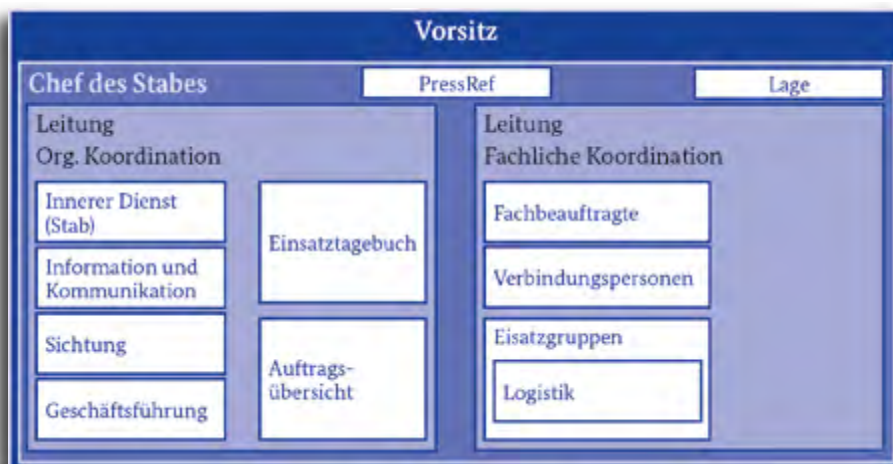 Vorsitz
Chef des Stabes
PressRef
Lage
Leitung
Org. Koordination
Innerer Dienst
(Stab)
Information und
Kommunikation
Sichtung
Geschäftsführung
Einsatztagebuch
Auftrags-
übersicht
Leitung
Fachliche Koordination
Fachbeauftragte
Verbindungspersonen
Eisatzgruppen
Logistik